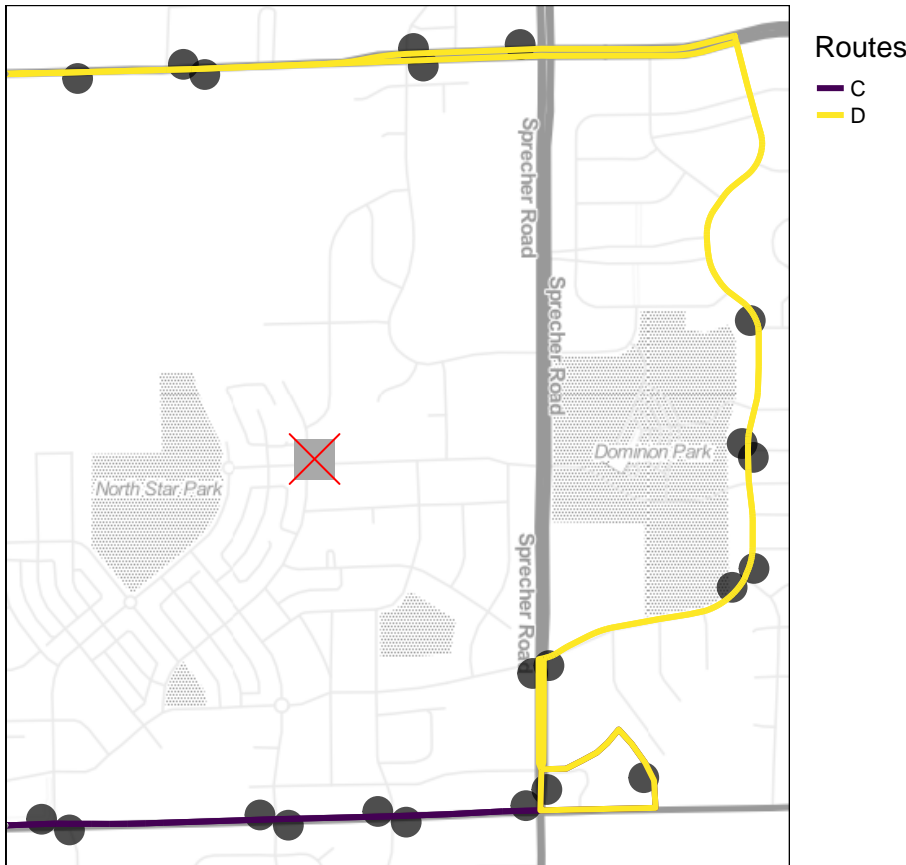 Routes
C
D
Sprecher Road
Sprecher Road
Dominion Park
North Star Park
Sprecher Road